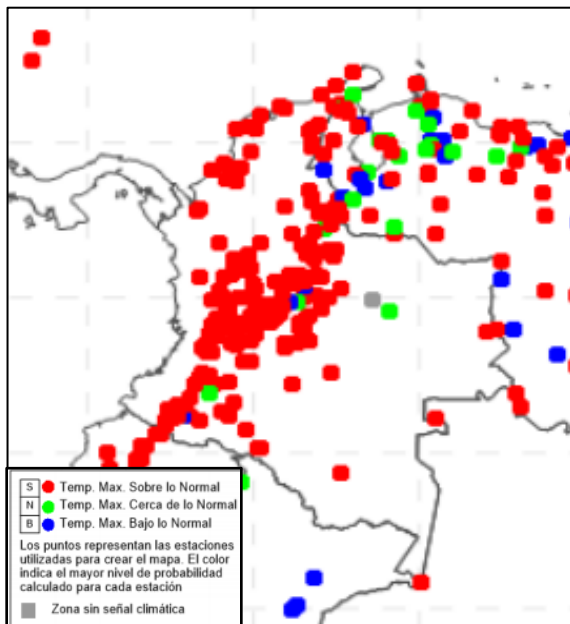 S Temp. Max. Sobre lo Normal
N Temp. Max. Cerca de lo Normal
B Temp. Max. Bajo lo Normal
Los puntos representan las estaciones
utilizadas para crear el mapa. El color
indica el mayor nivel de probabilidad
calculado para cada estación
Zona sin señal climática